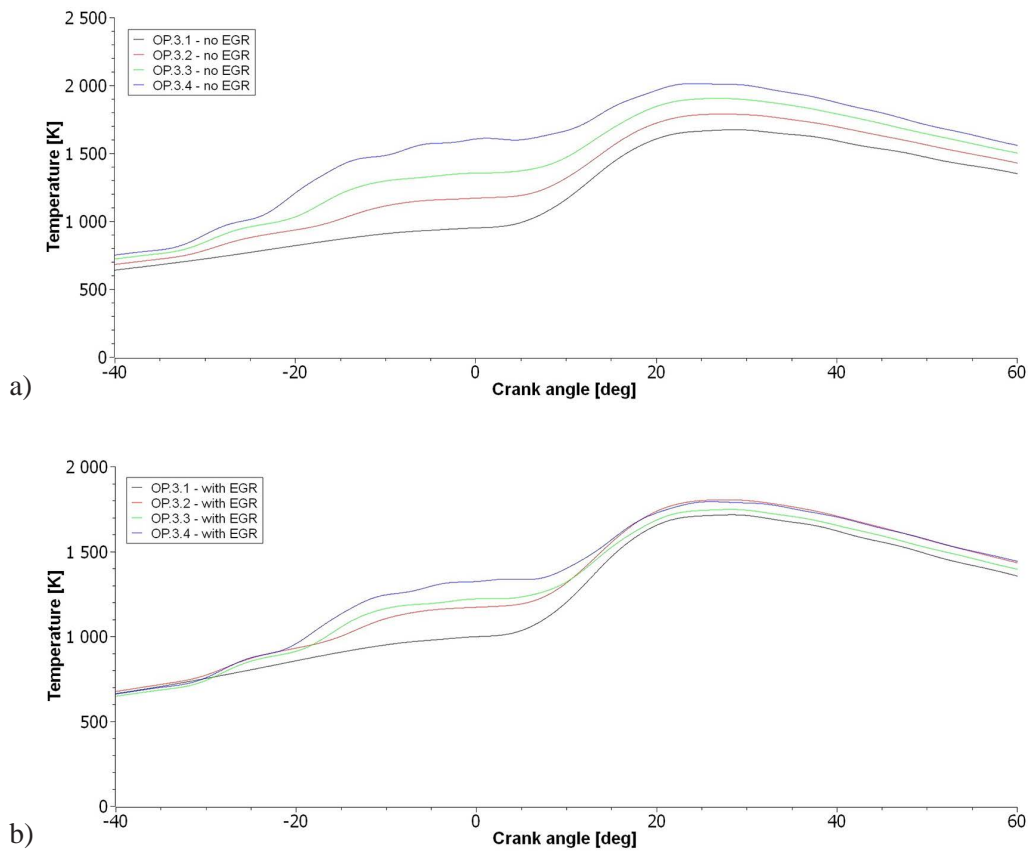 2 500
2 000
1 500
1 000
500
0
Temperature [K]
OP.3.1 - no EGR
OP.3.2 - no EGR
OP.3.3 - no EGR
OP.3.4 - no EGR
-40
-20
0
20
40
60
Crank angle [deg]
a)
2 000
1 500
1 000
500
0
Temperature [K]
OP.3.1 - with EGR
OP.3.2 - with EGR
OP.3.3 - with EGR
OP.3.4 - with EGR
-40
-20
0
20
40
60
Crank angle [deg]
b)